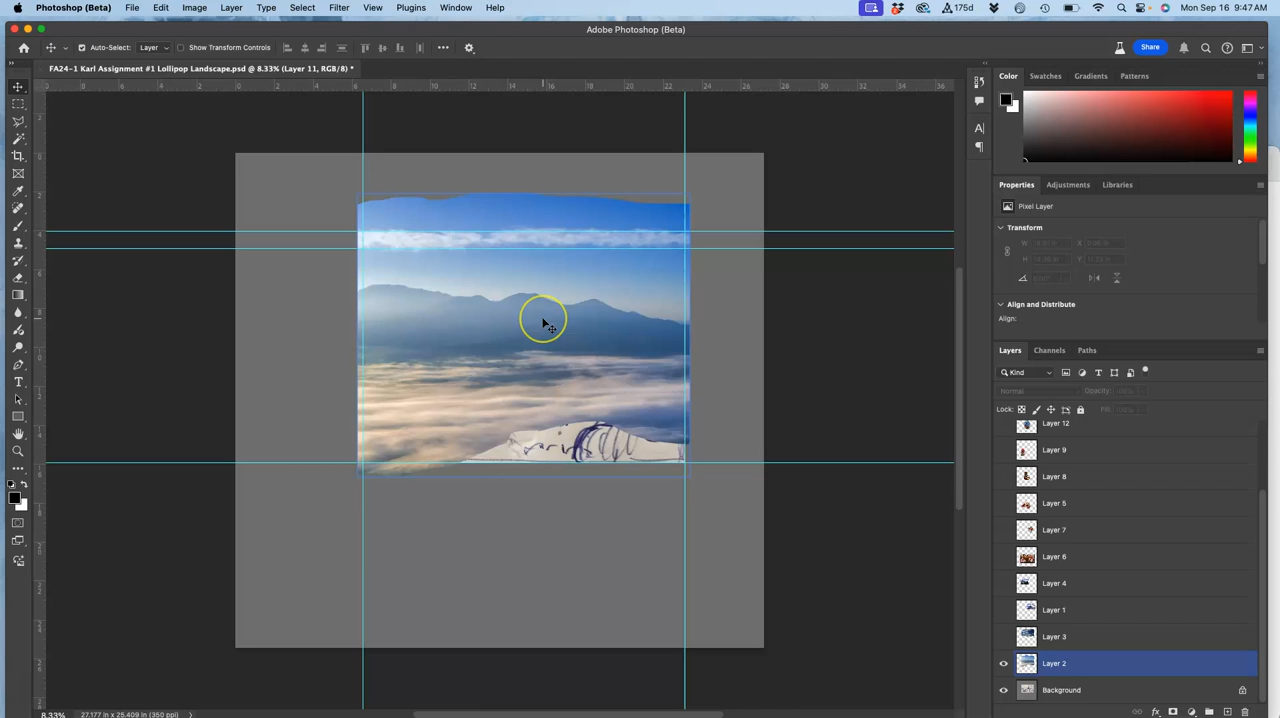 Photoshop (Beta) File Edit Image Layer Type Select Filter View Plugins Window Help 175d Mon Sep 16 9:47 AM
Adobe Photoshop (Beta)
Auto-Select: Layer Show Transform Controls Share
FA24-1 Karl Assignment #1 Lollipop Landscape.psd @ 8.33% (Layer 11, RGB/8) *
Color Swatches Gradients Patterns
Properties Adjustments Libraries
Pixel Layer
Transform
Align and Distribute
Align:
Layers Channels Paths
Kind
Normal Opacity: 100%
Lock: Fill: 100%
Layer 12
Layer 9
Layer 8
Layer 5
Layer 7
Layer 6
Layer 4
Layer 1
Layer 3
Layer 2
Background
8.33% 27.177 in x 25.409 in (350 ppi)